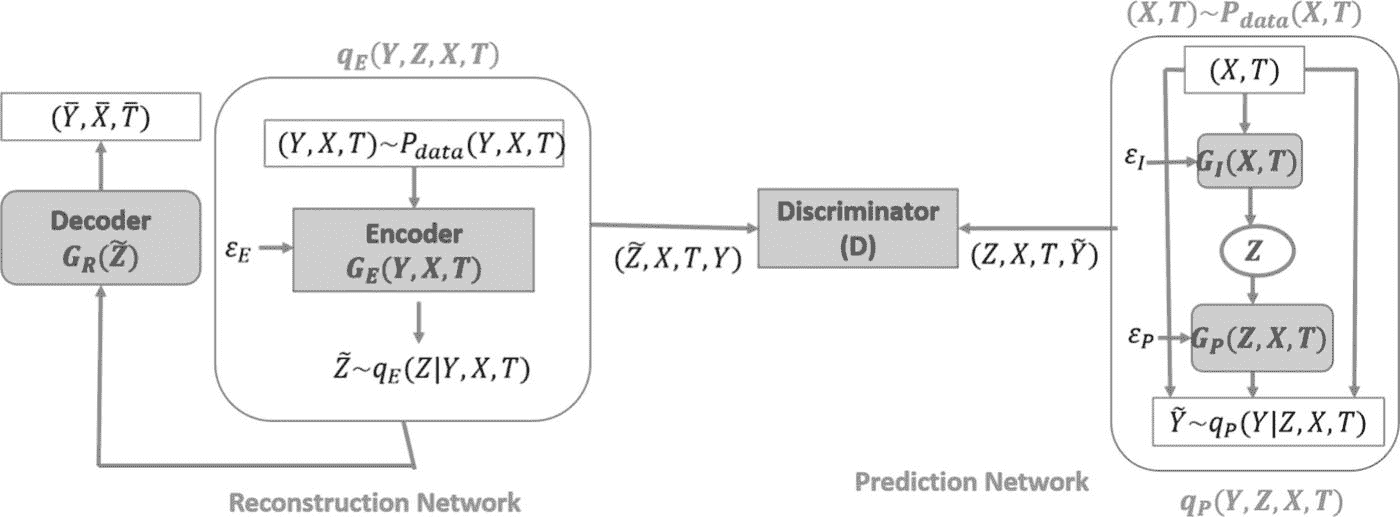 q_E(Y, Z, X, T)
(Ȳ, X̄, T̄)
Decoder
G_R(Z̃)
(Y, X, T)~P_data(Y, X, T)
ε_E
Encoder
G_E(Y, X, T)
Z̃~q_E(Z|Y, X, T)
Reconstruction Network
(Z̃, X, T, Y)
Discriminator
(D)
(Z, X, T, Ỹ)
(X, T)~P_data(X, T)
(X, T)
ε_I
G_I(X, T)
Z
ε_P
G_P(Z, X, T)
Ỹ~q_P(Y|Z, X, T)
Prediction Network
q_P(Y, Z, X, T)